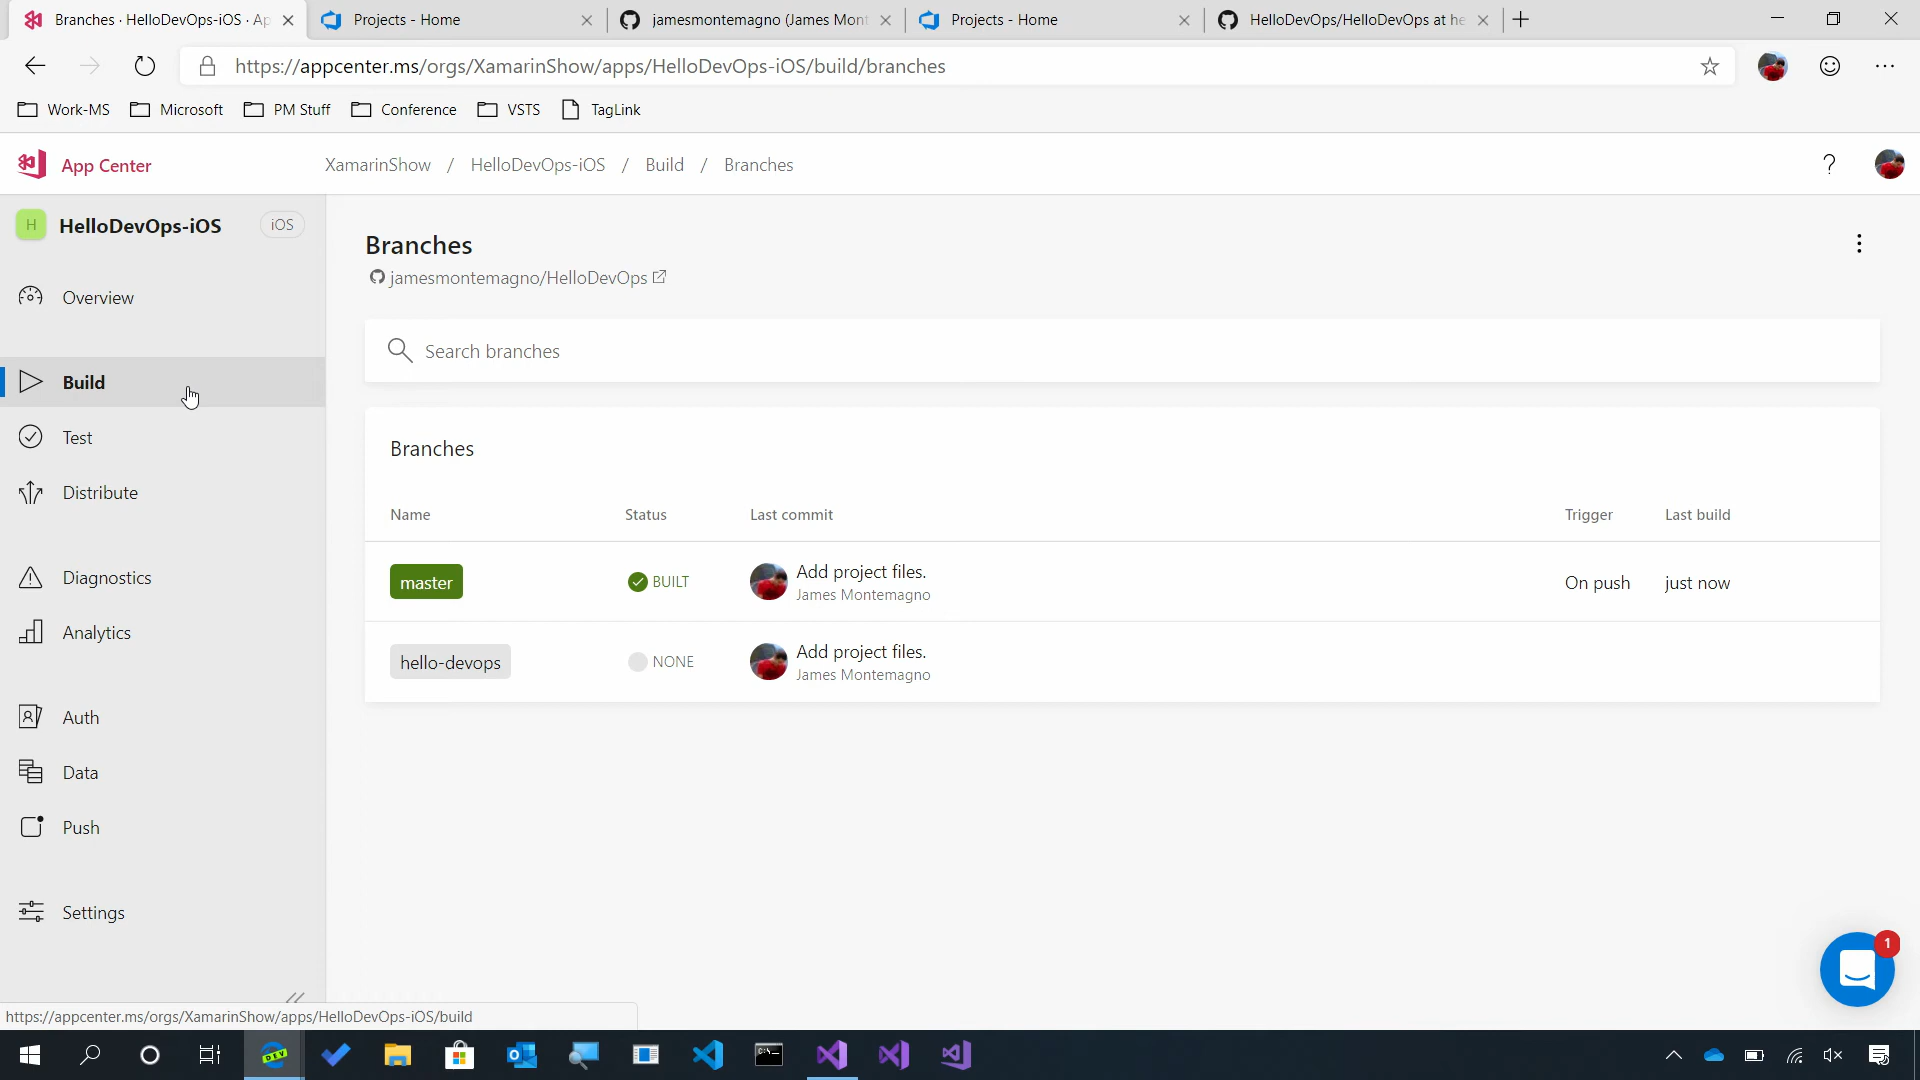 Branches · HelloDevOps-iOS · Ap
Projects - Home
jamesmontemagno (James Mont
Projects - Home
HelloDevOps/HelloDevOps at he
https://appcenter.ms/orgs/XamarinShow/apps/HelloDevOps-iOS/build/branches
Work-MS
Microsoft
PM Stuff
Conference
VSTS
TagLink
App Center
XamarinShow / HelloDevOps-iOS / Build / Branches
?
H
HelloDevOps-iOS
iOS
Overview
Build
Test
Distribute
Diagnostics
Analytics
Auth
Data
Push
Settings
Branches
jamesmontemagno/HelloDevOps
Search branches
Branches
Name Status Last commit Trigger Last build
master BUILT Add project files. On push just now
James Montemagno
hello-devops NONE Add project files.
James Montemagno
1
https://appcenter.ms/orgs/XamarinShow/apps/HelloDevOps-iOS/build
DEV